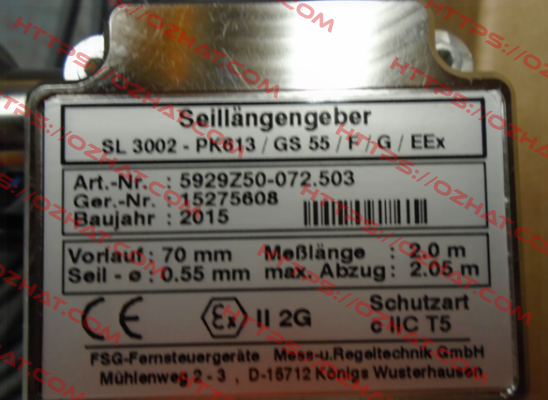 Seillängengeber
SL 3002 - PK613 / GS 55 / F / G / EEx
Art.-Nr. : 5929Z50-072.503
Ger.-Nr. : 15275608
Baujahr : 2015
Vorlauf : 70 mm Meßlänge : 2.0 m
Seil - ø : 0.55 mm max. Abzug : 2.05 m
CE Ex II 2G Schutzart
c IIC T5
FSG-Fernsteuergeräte Mess-u.Regeltechnik GmbH
Mühlenweg 2 - 3 , D-15712 Königs Wusterhausen
HTTPS://OZHAT.COM